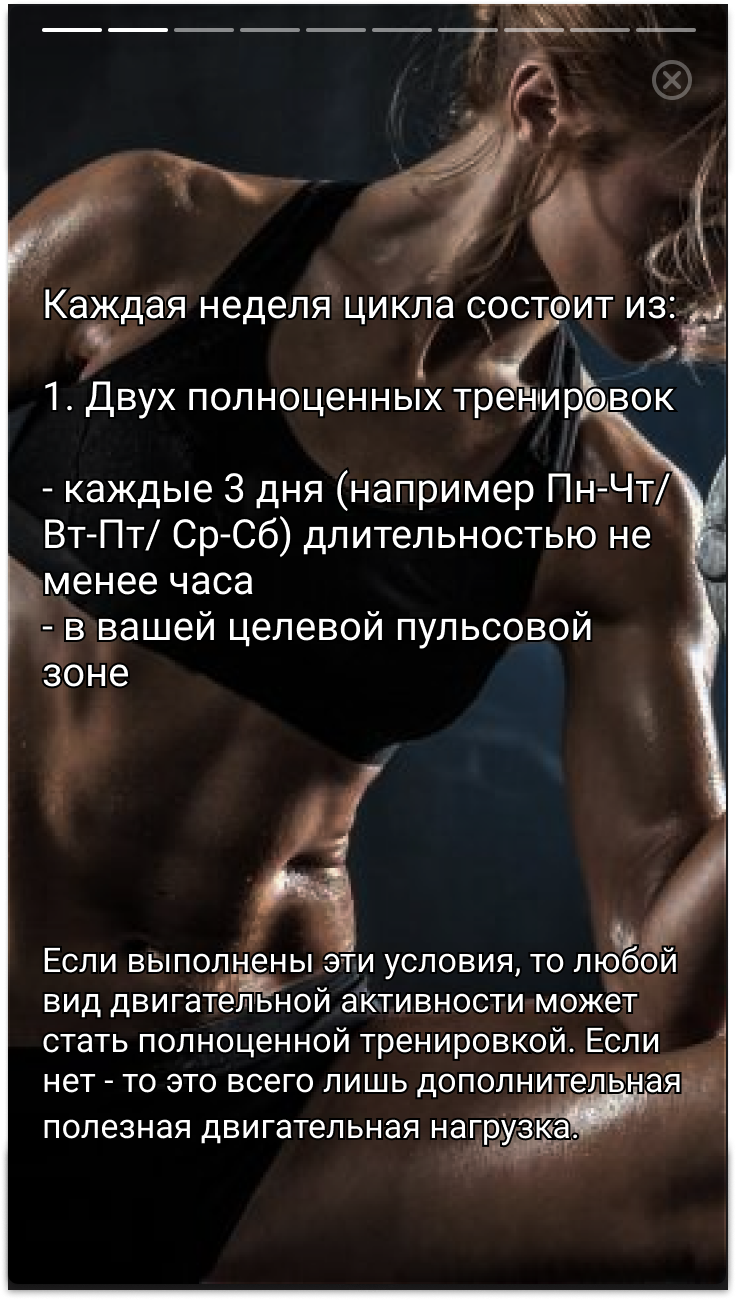 Каждая неделя цикла состоит из:
1. Двух полноценных тренировок
- каждые 3 дня (например Пн-Чт/
Вт-Пт/ Ср-Сб) длительностью не
менее часа
- в вашей целевой пульсовой
зоне
Если выполнены эти условия, то любой
вид двигательной активности может
стать полноценной тренировкой. Если
нет - то это всего лишь дополнительная
полезная двигательная нагрузка.